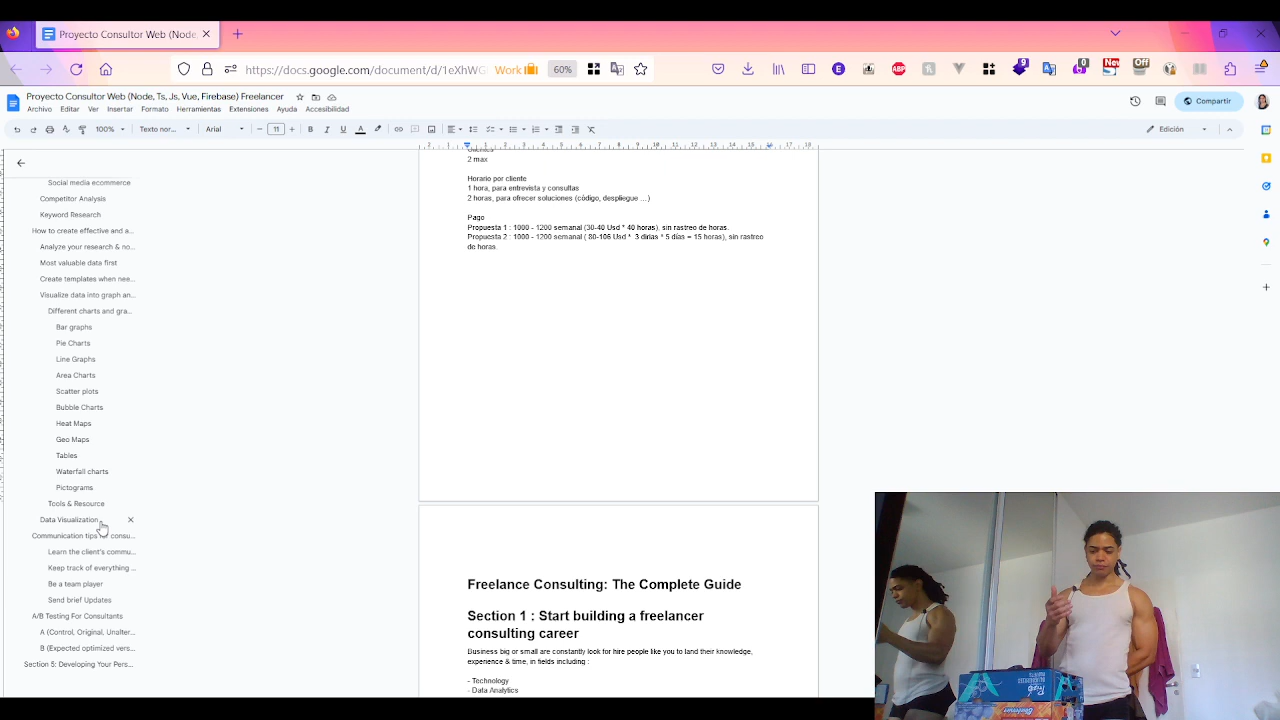 Proyecto Consultor Web (Node
https://docs.google.com/document/d/1eXhWG
Work
60%
New
Off
Proyecto Consultor Web (Node, Ts,Js, Vue, Firebase) Freelancer
Archivo Editar Ver Insertar Formato Herramientas Extensiones Ayuda Accesibilidad
Compartir
100%
Texto nor...
Arial
11
Edición
Social media ecommerce
Competitor Analysis
Keyword Research
How to create effective and a...
Analyze your research & no...
Most valuable data first
Create templates when nee...
Visualize data into graph an...
Different charts and gra...
Bar graphs
Pie Charts
Line Graphs
Area Charts
Scatter plots
Bubble Charts
Heat Maps
Geo Maps
Tables
Waterfall charts
Pictograms
Tools & Resource
Data Visualization
Communication tips for consu...
Learn the client's commu...
Keep track of everything ...
Be a team player
Send brief Updates
A/B Testing For Consultants
A (Control, Original, Unalter...
B (Expected optimized vers...
Section 5: Developing Your Pers...
2 max
Horario por cliente
1 hora, para entrevista y consultas
2 horas, para ofrecer soluciones (código, despliegue ... )
Pago
Propuesta 1 : 1000 - 1200 semanal (30-40 Usd * 40 horas), sin rastreo de horas.
Propuesta 2 : 1000 - 1200 semanal ( 80-106 Usd * 3 dirias * 5 días = 15 horas), sin rastreo
de horas.
Freelance Consulting: The Complete Guide
Section 1 : Start building a freelancer
consulting career
Business big or small are constantly look for hire people like you to land their knowledge,
experience & time, in fields including :
- Technology
- Data Analytics